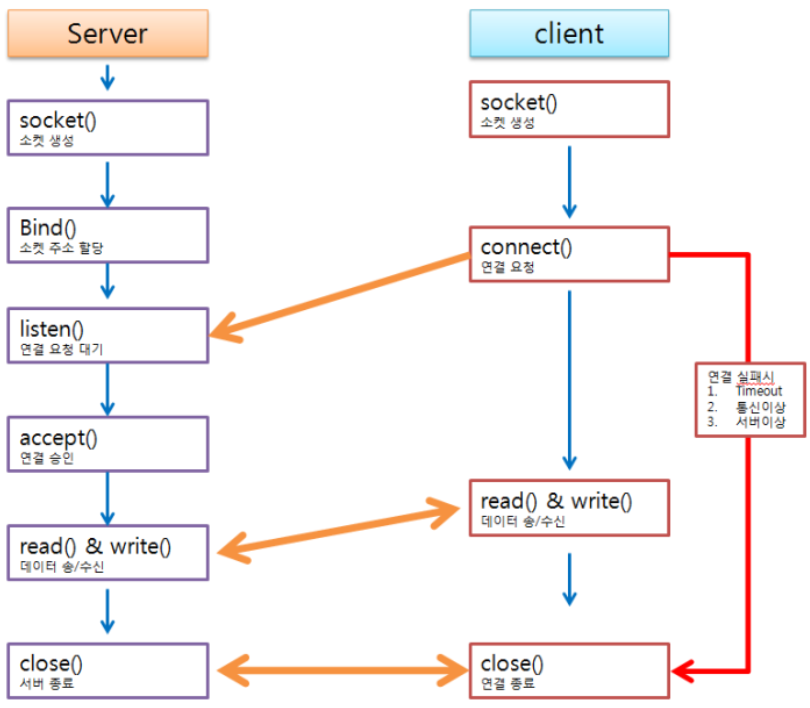 Server
socket()
소켓 생성
Bind()
소켓 주소 할당
listen()
연결 요청 대기
accept()
연결 승인
read() & write()
데이터 송/수신
close()
서버 종료
client
socket()
소켓 생성
connect()
연결 요청
연결 실패시
1. Timeout
2. 통신이상
3. 서버이상
read() & write()
데이터 송/수신
close()
연결 종료